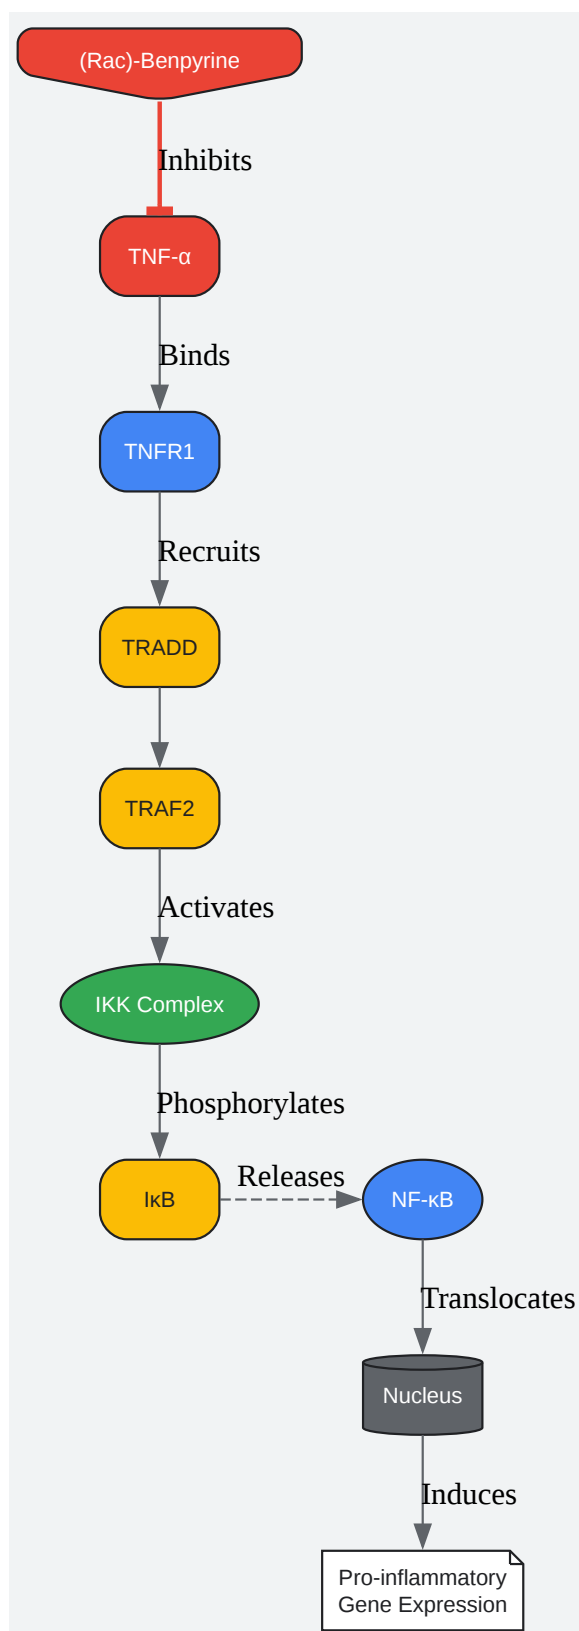 (Rac)-Benpyrine
Inhibits
TNF-α
Binds
TNFR1
Recruits
TRADD
TRAF2
Activates
IKK Complex
Phosphorylates
IκB
Releases
NF-κB
Translocates
Nucleus
Induces
Pro-inflammatory
Gene Expression